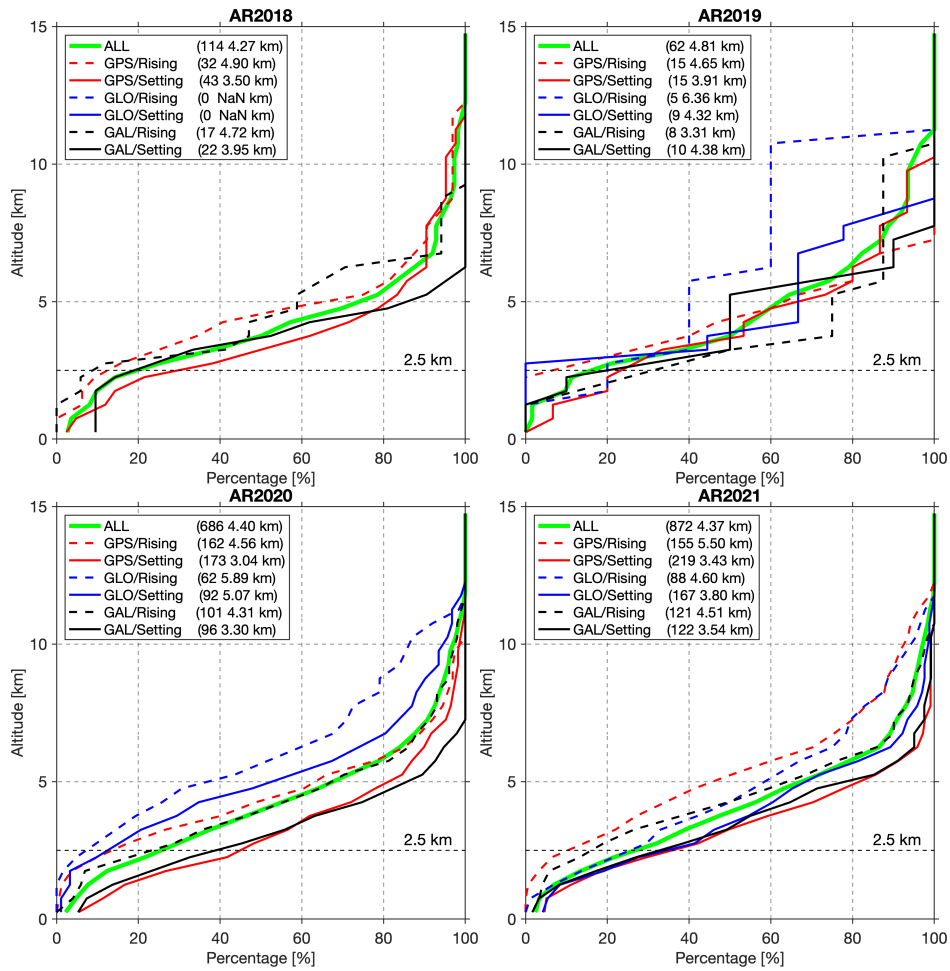 AR2018
15
10
5
0
Altitude [km]
ALL (114 4.27 km)
GPS/Rising (32 4.90 km)
GPS/Setting (43 3.50 km)
GLO/Rising (0 NaN km)
GLO/Setting (0 NaN km)
GAL/Rising (17 4.72 km)
GAL/Setting (22 3.95 km)
2.5 km
0 20 40 60 80 100
Percentage [%]
AR2019
15
10
5
0
Altitude [km]
ALL (62 4.81 km)
GPS/Rising (15 4.65 km)
GPS/Setting (15 3.91 km)
GLO/Rising (5 6.36 km)
GLO/Setting (9 4.32 km)
GAL/Rising (8 3.31 km)
GAL/Setting (10 4.38 km)
2.5 km
0 20 40 60 80 100
Percentage [%]
AR2020
15
10
5
0
Altitude [km]
ALL (686 4.40 km)
GPS/Rising (162 4.56 km)
GPS/Setting (173 3.04 km)
GLO/Rising (62 5.89 km)
GLO/Setting (92 5.07 km)
GAL/Rising (101 4.31 km)
GAL/Setting (96 3.30 km)
2.5 km
0 20 40 60 80 100
Percentage [%]
AR2021
15
10
5
0
Altitude [km]
ALL (872 4.37 km)
GPS/Rising (155 5.50 km)
GPS/Setting (219 3.43 km)
GLO/Rising (88 4.60 km)
GLO/Setting (167 3.80 km)
GAL/Rising (121 4.51 km)
GAL/Setting (122 3.54 km)
2.5 km
0 20 40 60 80 100
Percentage [%]